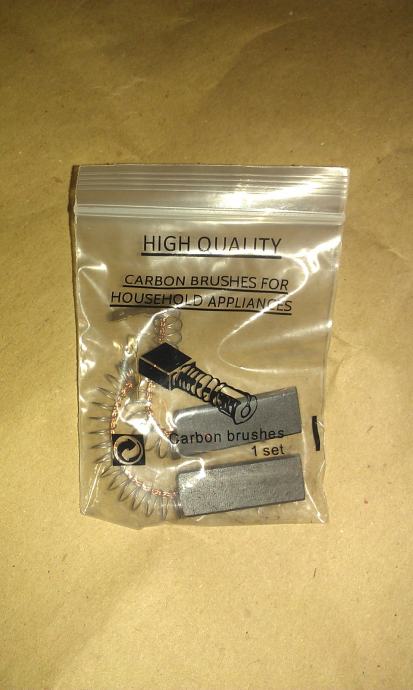 HIGH QUALITY
CARBON BRUSHES FOR
HOUSEHOLD APPLIANCES
Carbon brushes
1 set